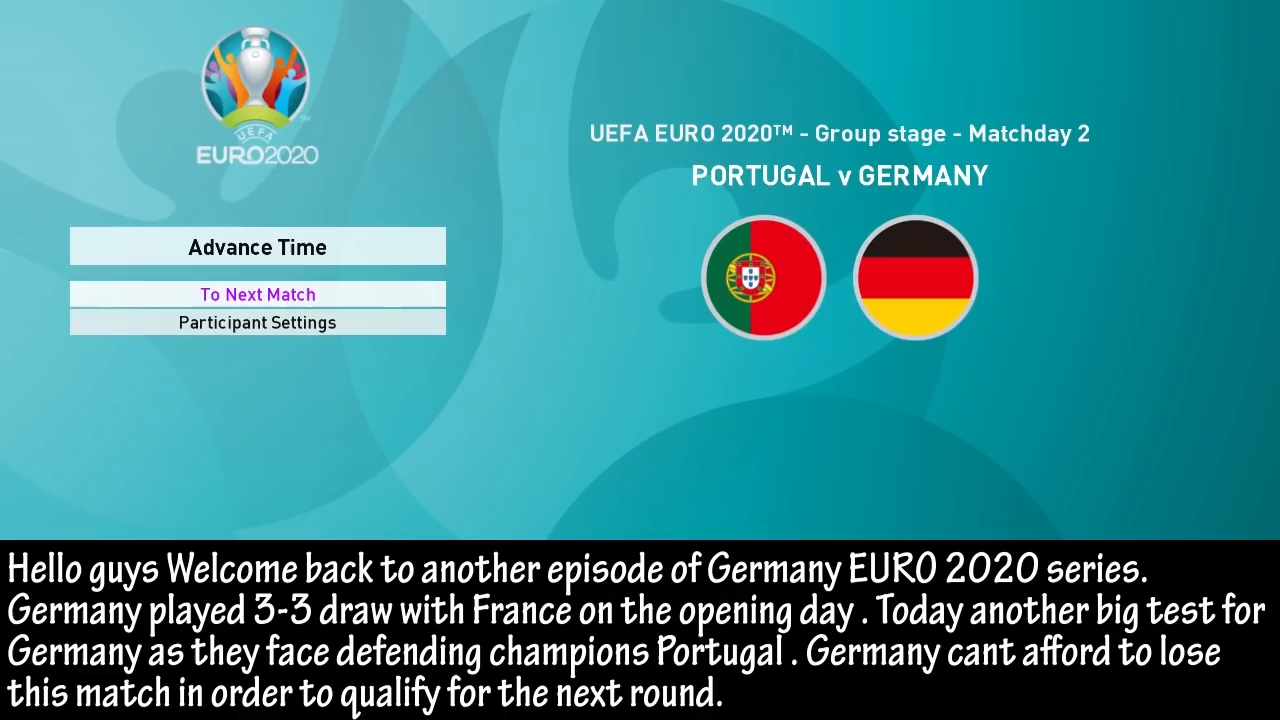 UEFA
EURO2020
™
UEFA EURO 2020™ - Group stage - Matchday 2
PORTUGAL v GERMANY
Advance Time
To Next Match
Participant Settings
Hello guys Welcome back to another episode of Germany EURO 2020 series.
Germany played 3-3 draw with France on the opening day . Today another big test for
Germany as they face defending champions Portugal . Germany cant afford to lose
this match in order to qualify for the next round.